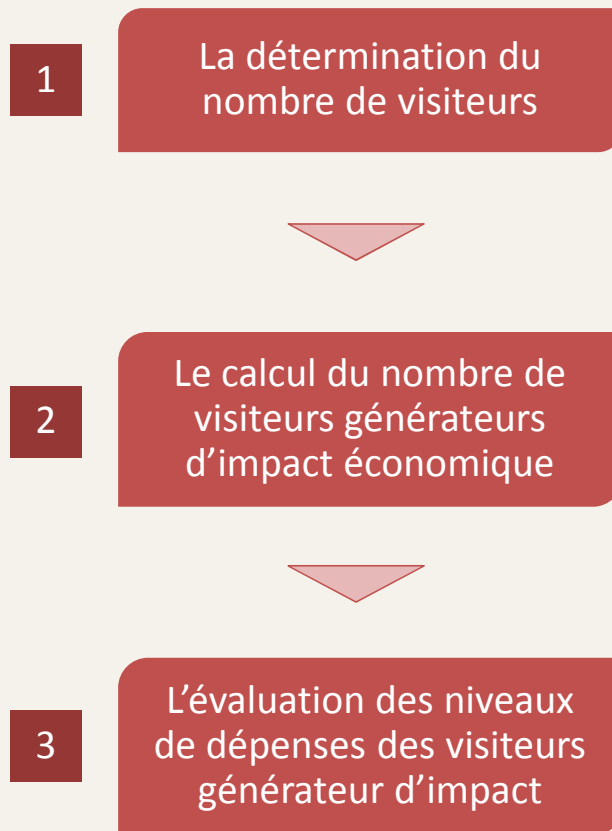 1
La détermination du
nombre de visiteurs
2
Le calcul du nombre de
visiteurs générateurs
d’impact économique
3
L’évaluation des niveaux
de dépenses des visiteurs
générateur d’impact